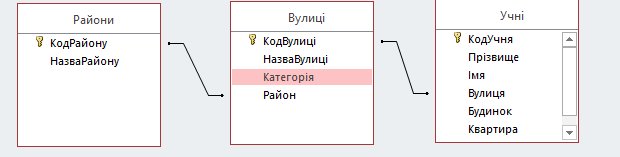 Райони
КодРайону
НазваРайону
Вулиці
КодВулиці
НазваВулиці
Категорія
Район
Учні
КодУчня
Прізвище
Імя
Вулиця
Будинок
Квартира